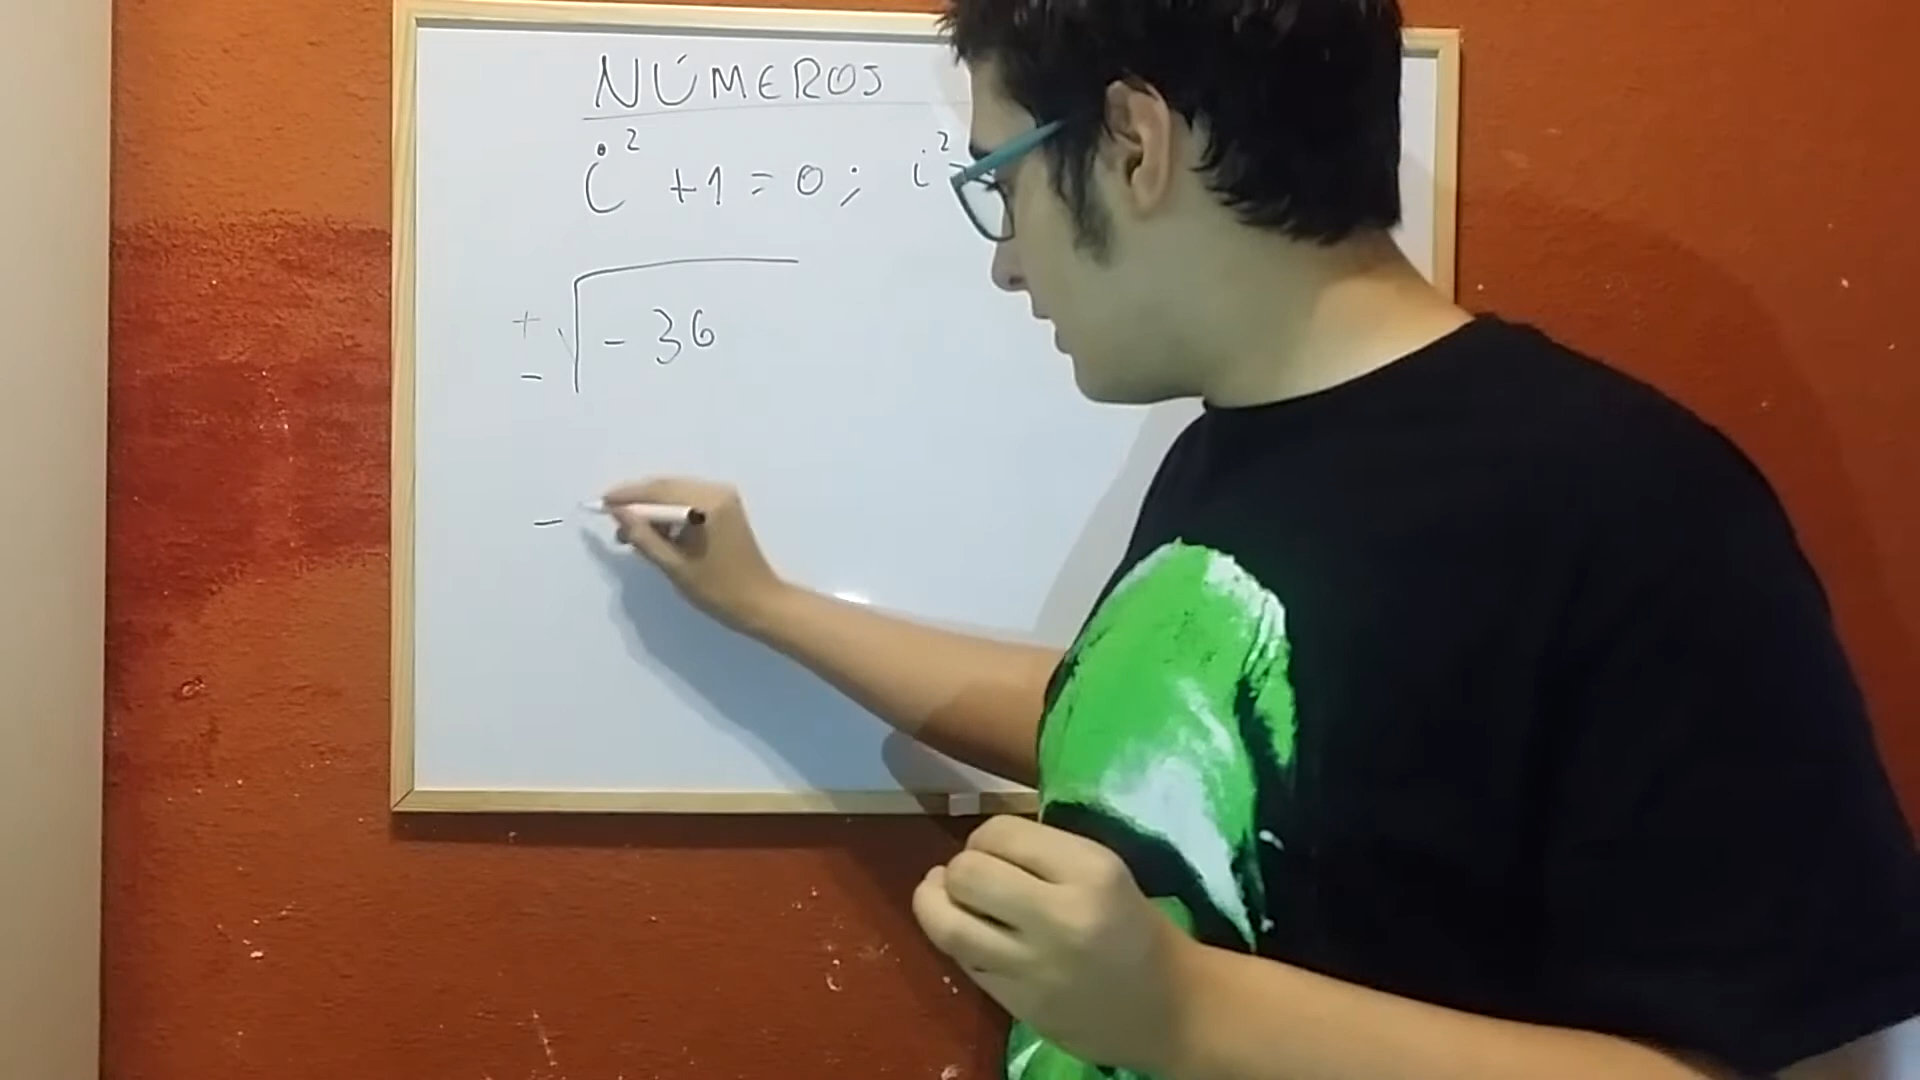 NÚMEROS
i² + 1 = 0 ; i²
± √-36
-